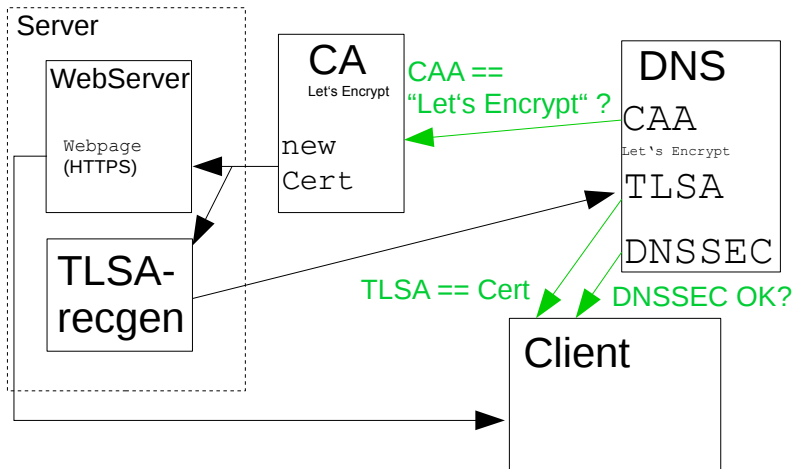 Server
WebServer
Webpage
(HTTPS)
TLSA-
recgen
CA
Let's Encrypt
new
Cert
CAA ==
“Let‘s Encrypt“ ?
DNS
CAA
Let‘s Encrypt
TLSA
DNSSEC
TLSA == Cert
DNSSEC OK?
Client